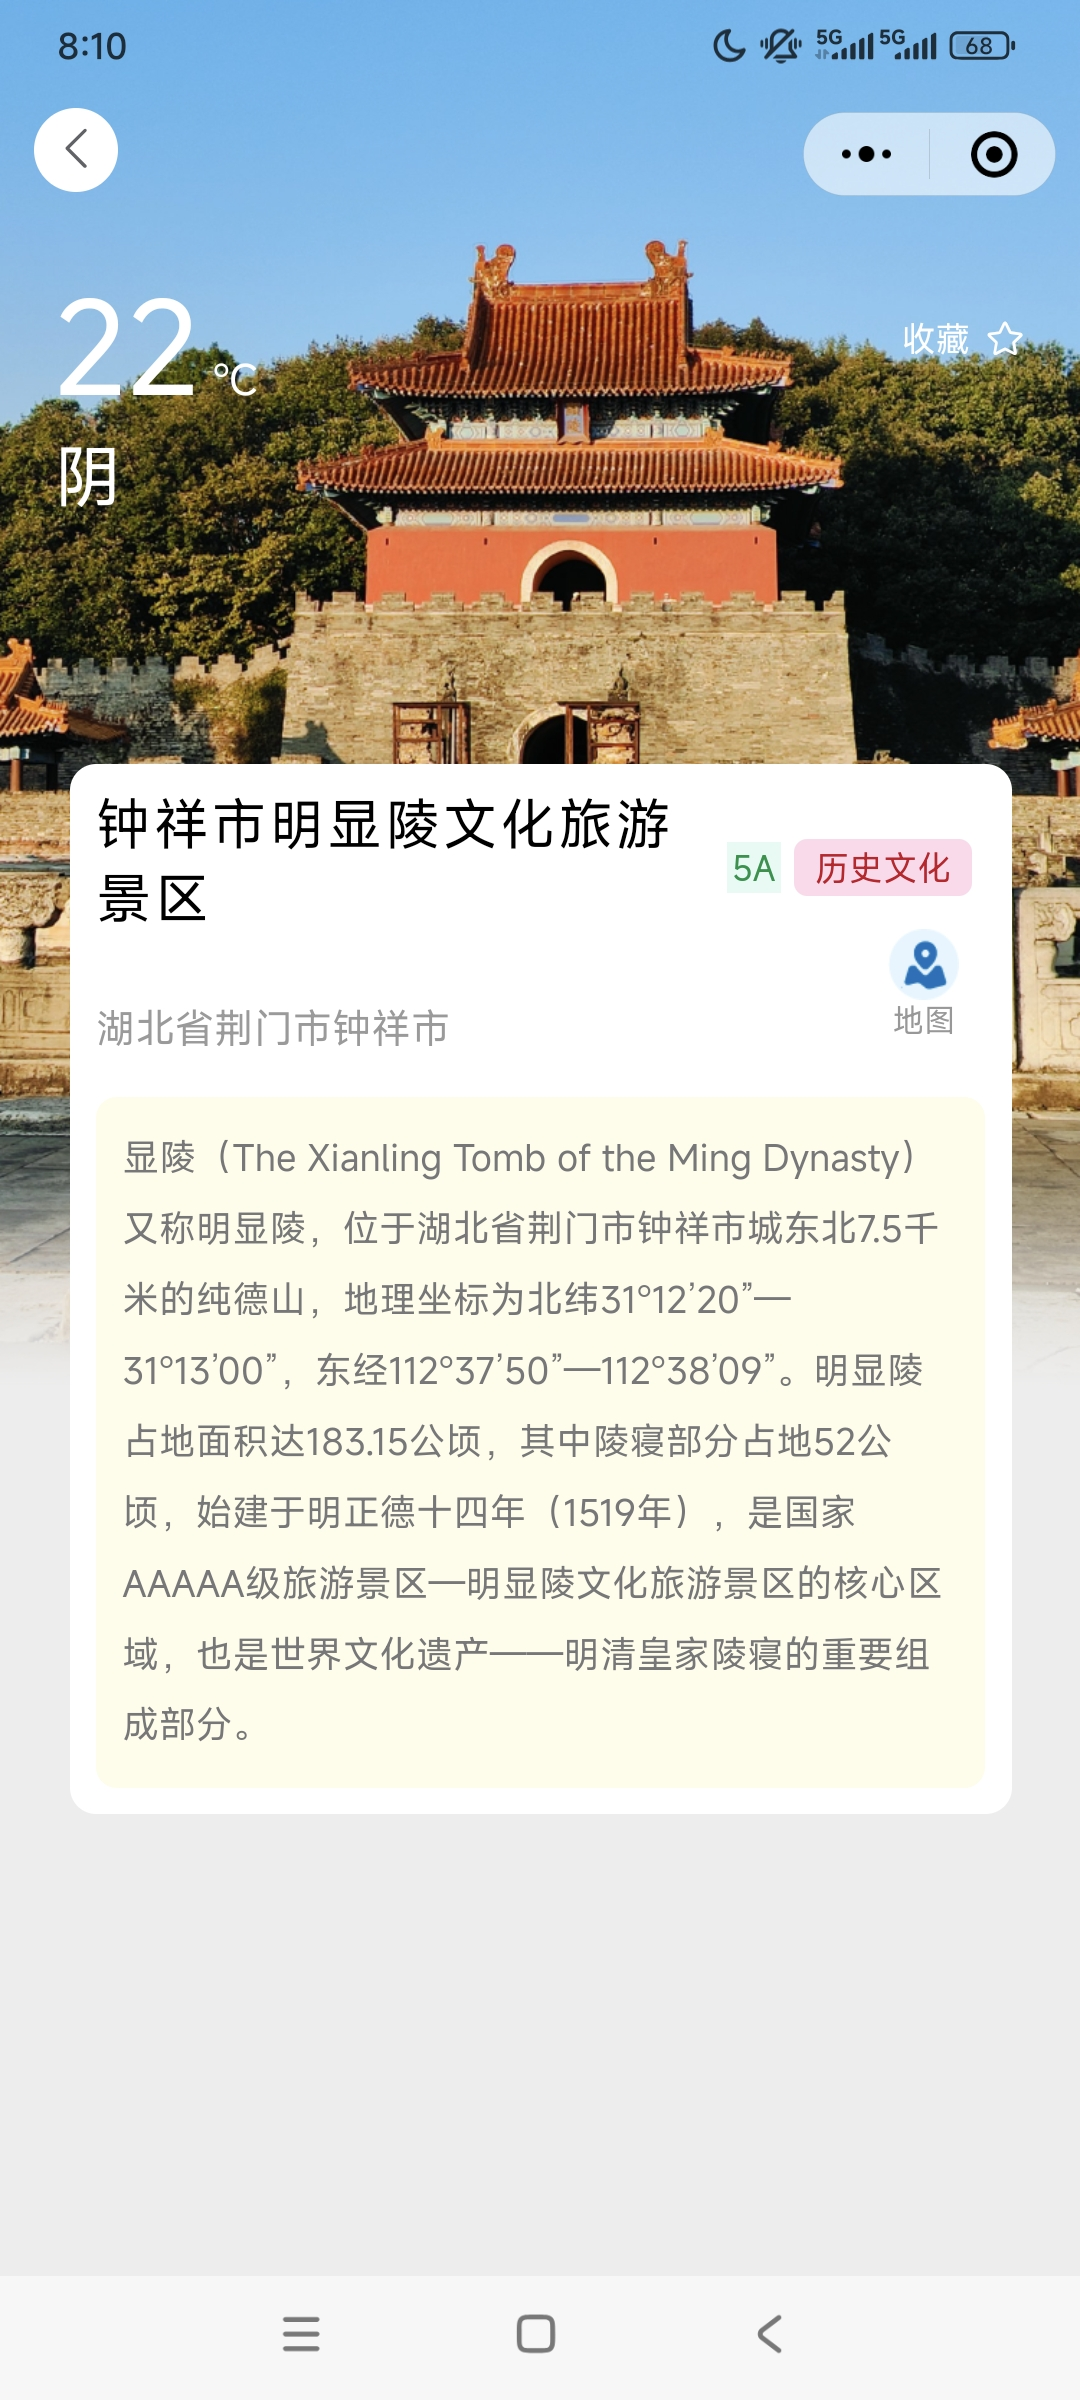 8:10
5G 5G 68
22℃
收藏
阴
钟祥市明显陵文化旅游
景区
5A 历史文化
地图
湖北省荆门市钟祥市
显陵（The Xianling Tomb of the Ming Dynasty）
又称明显陵，位于湖北省荆门市钟祥市城东北7.5千
米的纯德山，地理坐标为北纬31°12’20”—
31°13’00”，东经112°37’50”—112°38’09”。明显陵
占地面积达183.15公顷，其中陵寝部分占地52公
顷，始建于明正德十四年（1519年），是国家
AAAAA级旅游景区—明显陵文化旅游景区的核心区
域，也是世界文化遗产——明清皇家陵寝的重要组
成部分。